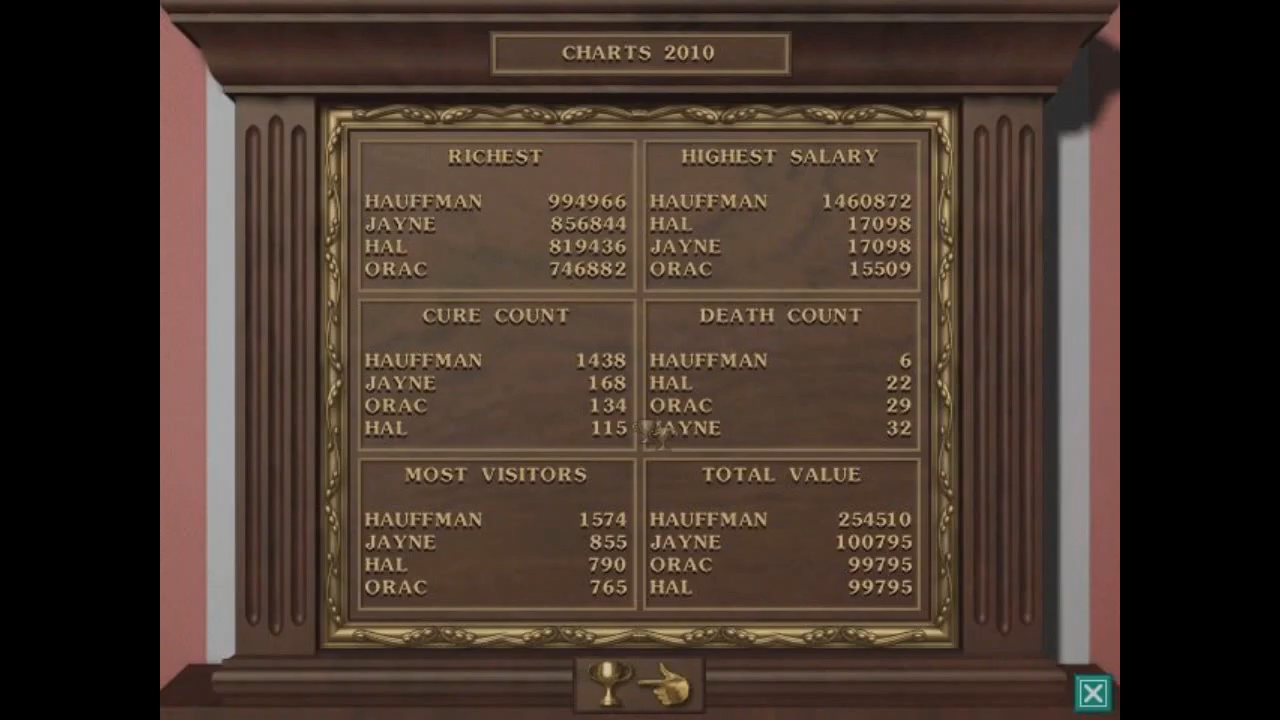 CHARTS 2010
RICHEST
HAUFFMAN 994966
JAYNE 856844
HAL 819436
ORAC 746882
HIGHEST SALARY
HAUFFMAN 1460872
HAL 17098
JAYNE 17098
ORAC 15509
CURE COUNT
HAUFFMAN 1438
JAYNE 168
ORAC 134
HAL 115
DEATH COUNT
HAUFFMAN 6
HAL 22
ORAC 29
JAYNE 32
MOST VISITORS
HAUFFMAN 1574
JAYNE 855
HAL 790
ORAC 765
TOTAL VALUE
HAUFFMAN 254510
JAYNE 100795
ORAC 99795
HAL 99795